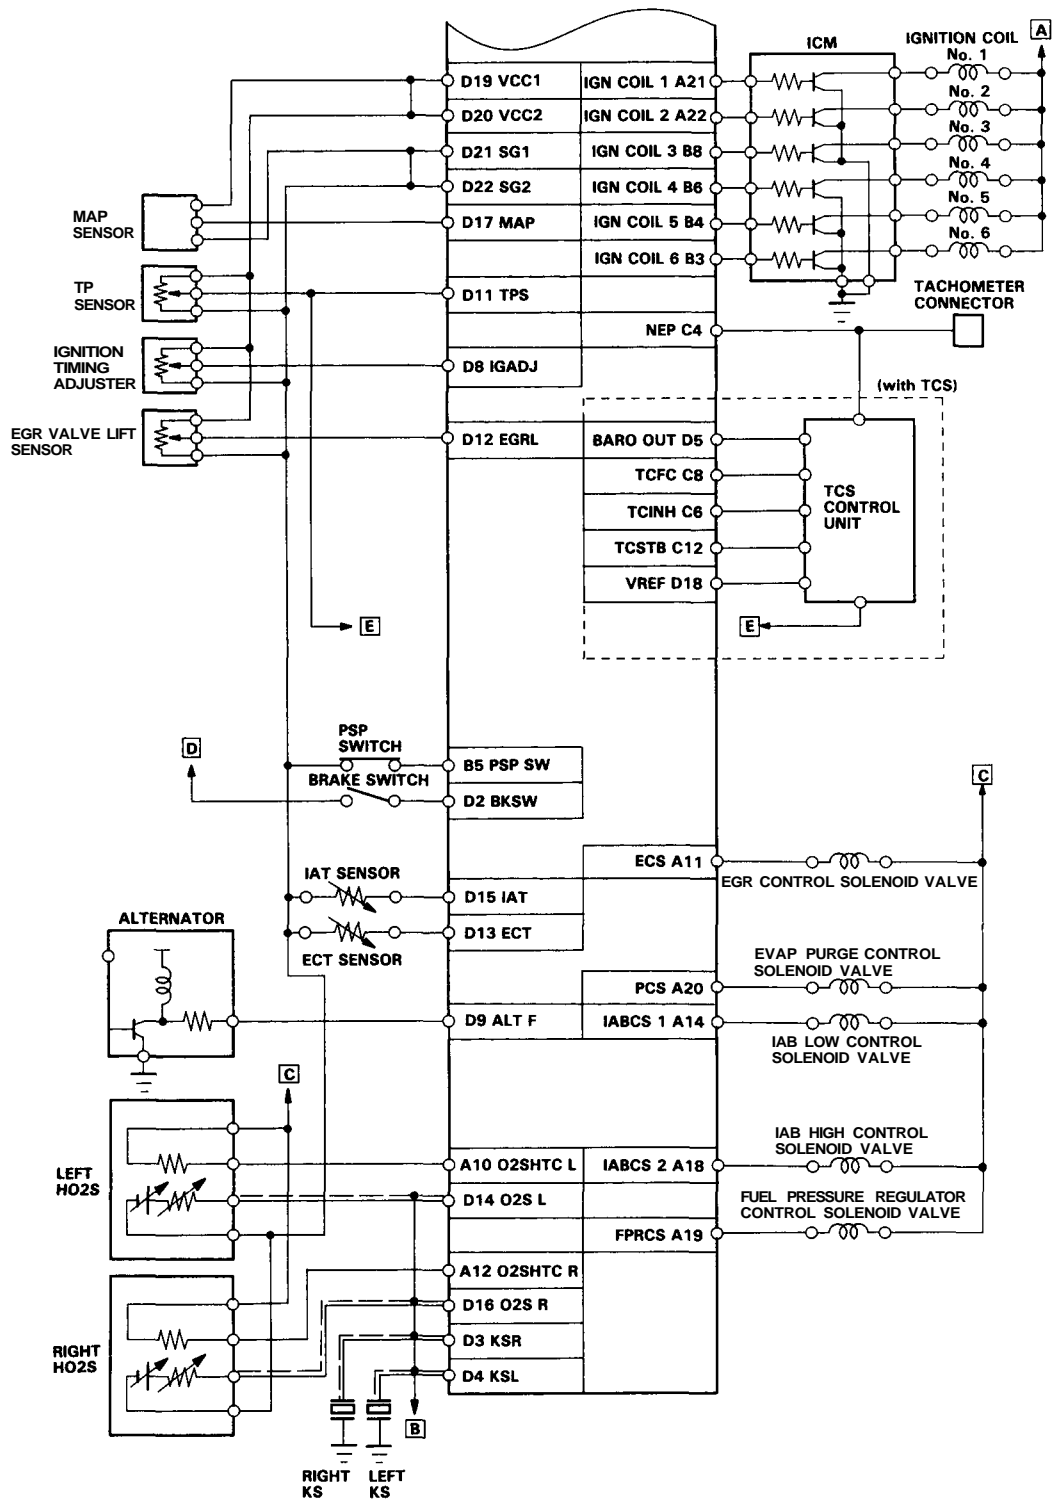 A
ICM
IGNITION COIL
No. 1
D19 VCC1
IGN COIL 1 A21
No. 2
D20 VCC2
IGN COIL 2 A22
No. 3
D21 SG1
IGN COIL 3 B8
No. 4
D22 SG2
IGN COIL 4 B6
No. 5
MAP
SENSOR
D17 MAP
IGN COIL 5 B4
No. 6
IGN COIL 6 B3
TP
SENSOR
D11 TPS
TACHOMETER
CONNECTOR
NEP C4
IGNITION
TIMING
ADJUSTER
D8 IGADJ
(with TCS)
EGR VALVE LIFT
SENSOR
D12 EGRL
BARO OUT D5
TCFC C8
TCINH C6
TCSTB C12
VREF D18
TCS
CONTROL
UNIT
E
E
PSP
SWITCH
D
B5 PSP SW
BRAKE SWITCH
D2 BKSW
C
ECS A11
EGR CONTROL SOLENOID VALVE
IAT SENSOR
D15 IAT
D13 ECT
ECT SENSOR
ALTERNATOR
EVAP PURGE CONTROL
SOLENOID VALVE
PCS A20
D9 ALT F
IABCS 1 A14
IAB LOW CONTROL
SOLENOID VALVE
C
IAB HIGH CONTROL
SOLENOID VALVE
LEFT
HO2S
A10 O2SHTC L
IABCS 2 A18
D14 O2S L
FUEL PRESSURE REGULATOR
CONTROL SOLENOID VALVE
FPRCS A19
A12 O2SHTC R
D16 O2S R
RIGHT
HO2S
D3 KSR
D4 KSL
B
RIGHT
KS
LEFT
KS